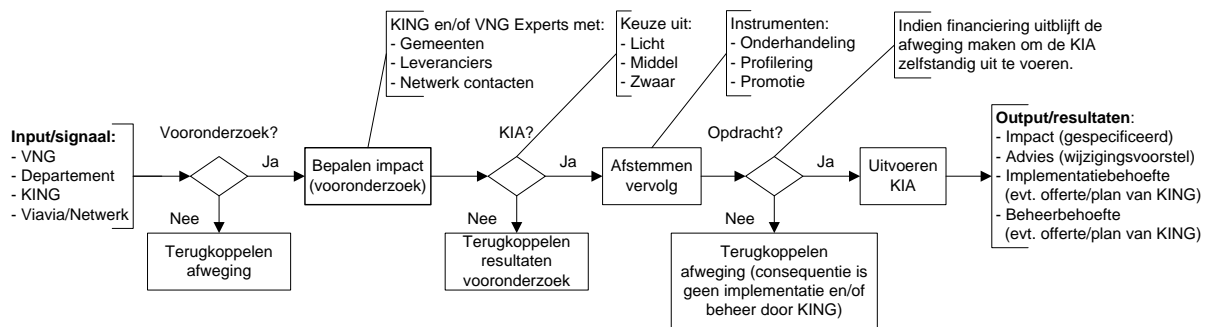 KING en/of VNG Experts met:
- Gemeenten
- Leveranciers
- Netwerk contacten
Keuze uit:
- Licht
- Middel
- Zwaar
Instrumenten:
- Onderhandeling
- Profilering
- Promotie
Indien financiering uitblijft de
afweging maken om de KIA
zelfstandig uit te voeren.
Input/signaal:
- VNG
- Departement
- KING
- Viavia/Netwerk
Vooronderzoek?
Ja
Nee
Terugkoppelen
afweging
Bepalen impact
(vooronderzoek)
KIA?
Ja
Nee
Terugkoppelen
resultaten
vooronderzoek
Afstemmen
vervolg
Opdracht?
Ja
Nee
Terugkoppelen
afweging (consequentie is
geen implementatie en/of
beheer door KING)
Uitvoeren
KIA
Output/resultaten:
- Impact (gespecificeerd)
- Advies (wijzigingsvoorstel)
- Implementatiebehoefte
(evt. offerte/plan van KING)
- Beheerbehoefte
(evt. offerte/plan van KING)